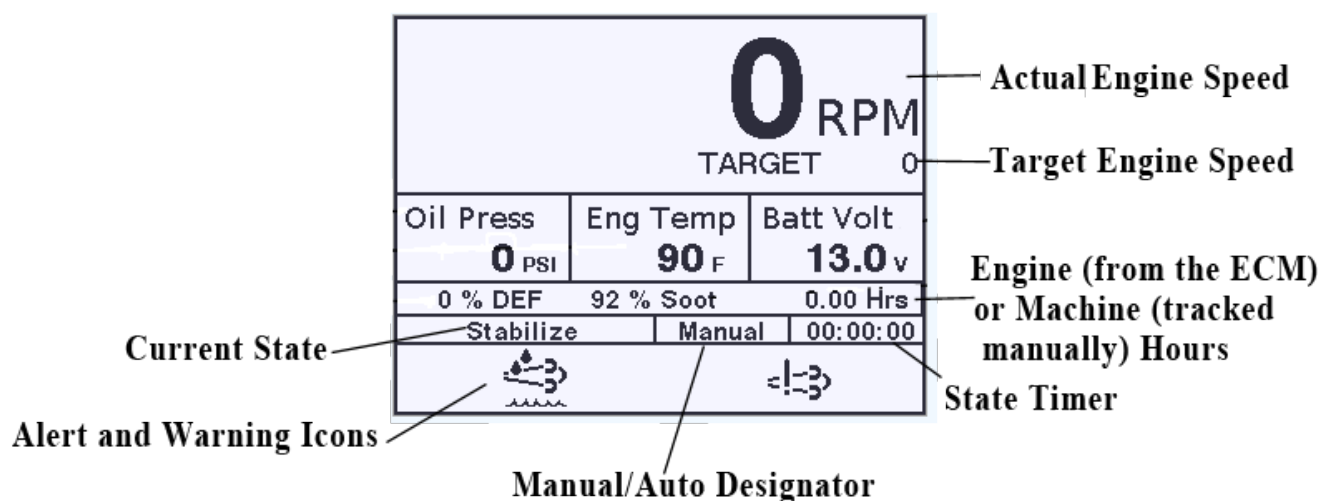 0 RPM
Actual Engine Speed
TARGET 0
Target Engine Speed
Oil Press Eng Temp Batt Volt
0 PSI 90 F 13.0 V
Engine (from the ECM)
or Machine (tracked
manually) Hours
0 % DEF 92 % Soot 0.00 Hrs
Stabilize Manual 00:00:00
Current State
State Timer
Alert and Warning Icons
Manual/Auto Designator